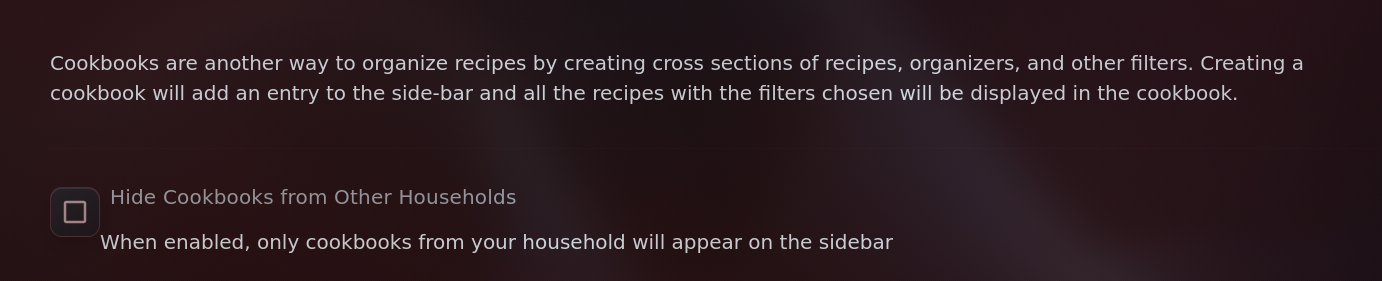 Cookbooks are another way to organize recipes by creating cross sections of recipes, organizers, and other filters. Creating a
cookbook will add an entry to the side-bar and all the recipes with the filters chosen will be displayed in the cookbook.
Hide Cookbooks from Other Households
When enabled, only cookbooks from your household will appear on the sidebar